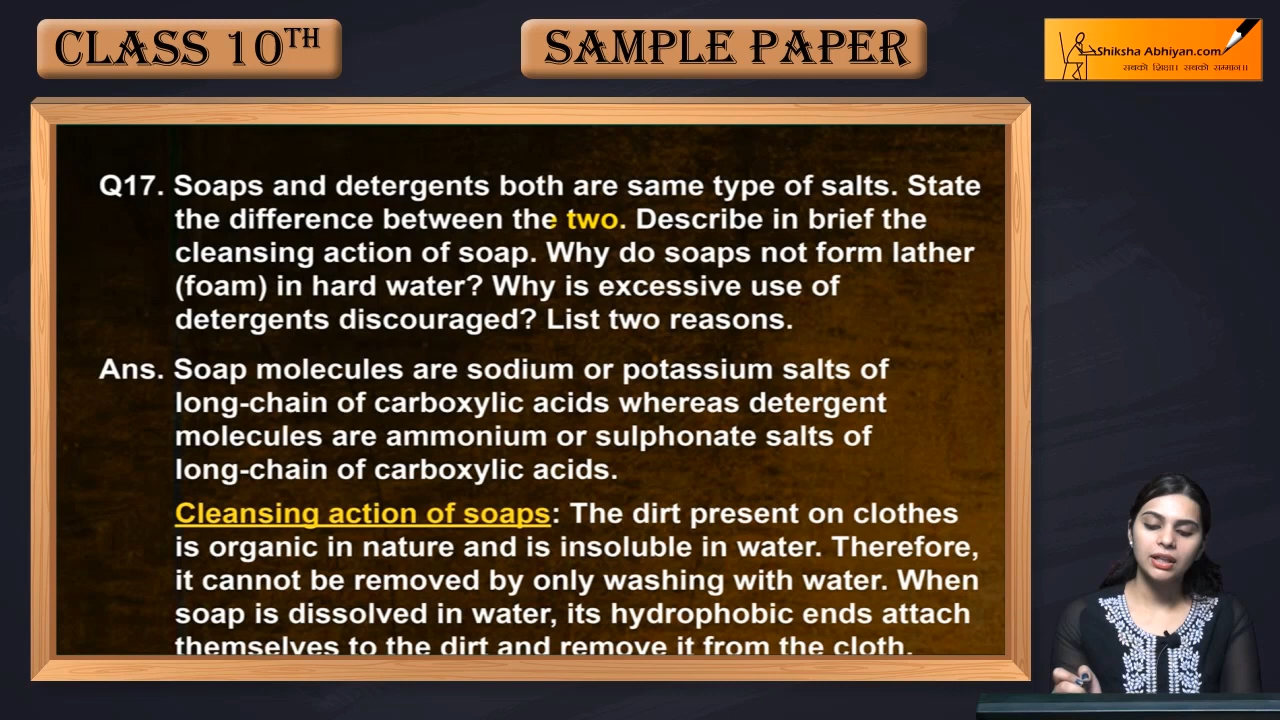 CLASS 10TH
SAMPLE PAPER
Shiksha Abhiyan.com
सबको शिक्षा। सबको सम्मान।।
Q17. Soaps and detergents both are same type of salts. State
the difference between the two. Describe in brief the
cleansing action of soap. Why do soaps not form lather
(foam) in hard water? Why is excessive use of
detergents discouraged? List two reasons.
Ans. Soap molecules are sodium or potassium salts of
long-chain of carboxylic acids whereas detergent
molecules are ammonium or sulphonate salts of
long-chain of carboxylic acids.
Cleansing action of soaps: The dirt present on clothes
is organic in nature and is insoluble in water. Therefore,
it cannot be removed by only washing with water. When
soap is dissolved in water, its hydrophobic ends attach
themselves to the dirt and remove it from the cloth.